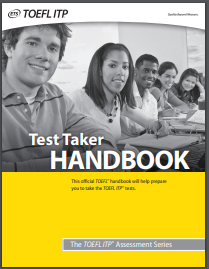 ETS TOEFL ITP
Test Taker
HANDBOOK
This official TOEFL® handbook will help prepare
you to take the TOEFL ITP® tests.
The TOEFL ITP® Assessment Series